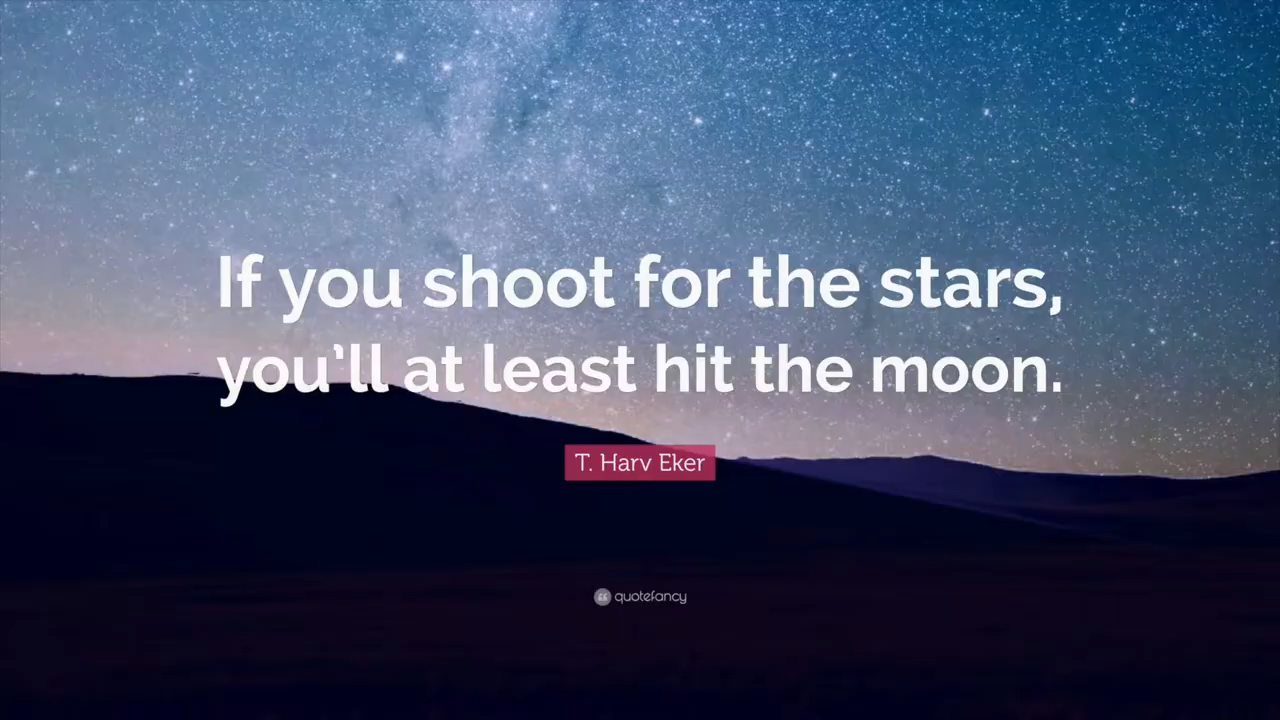 If you shoot for the stars,
you’ll at least hit the moon.
T. Harv Eker
quotefancy